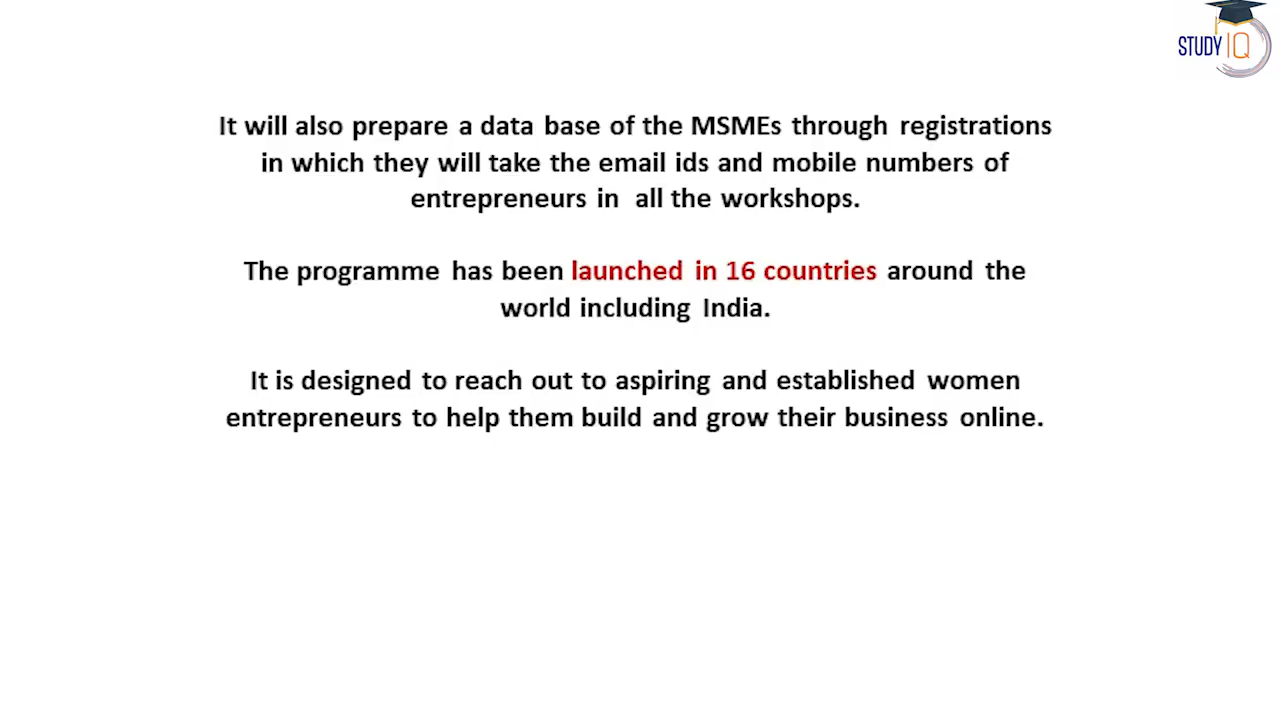 STUDY IQ
It will also prepare a data base of the MSMEs through registrations
in which they will take the email ids and mobile numbers of
entrepreneurs in all the workshops.
The programme has been launched in 16 countries around the
world including India.
It is designed to reach out to aspiring and established women
entrepreneurs to help them build and grow their business online.